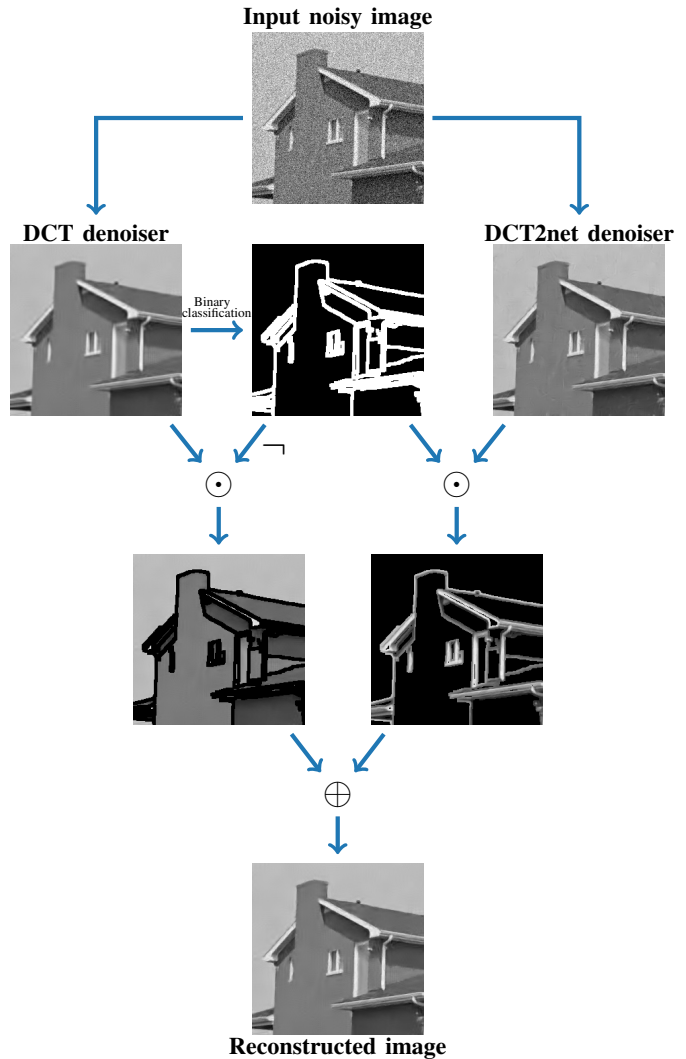 Input noisy image
DCT denoiser
DCT2net denoiser
Binary
classification
¬
Reconstructed image